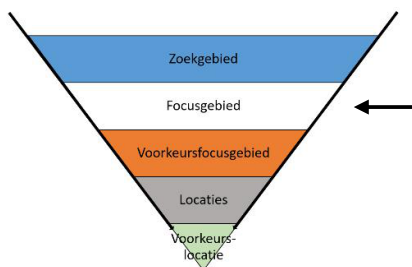 Zoekgebied
Focusgebied
Voorkeursfocusgebied
Locaties
Voorkeurs-
locatie